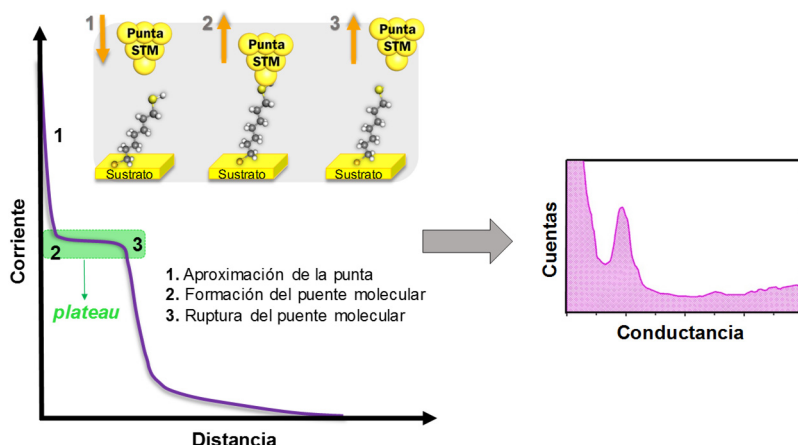 1
2
3
Punta
STM
Punta
STM
Punta
STM
Sustrato
Sustrato
Sustrato
Corriente
1
2
3
plateau
1. Aproximación de la punta
2. Formación del puente molecular
3. Ruptura del puente molecular
Distancia
Cuentas
Conductancia